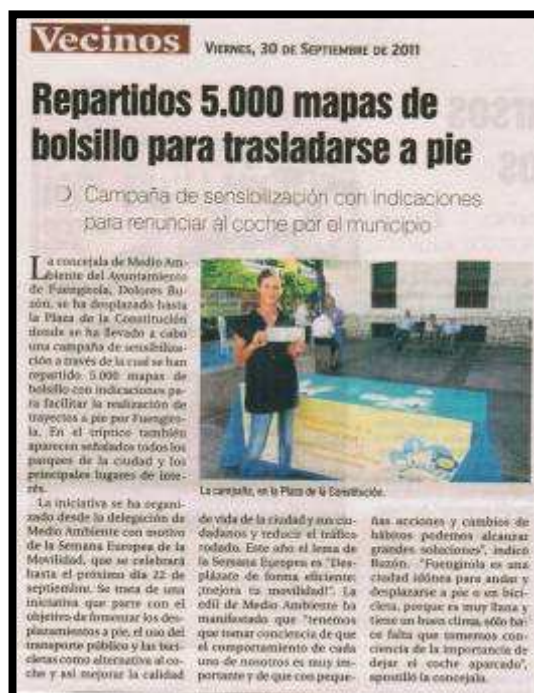 Vecinos
VIERNES, 30 DE SEPTIEMBRE DE 2011
Repartidos 5.000 mapas de
bolsillo para trasladarse a pie
Campaña de sensibilización con indicaciones
para renunciar al coche por el municipio
La concejala de Medio Am-
biente del Ayuntamiento
de Fuengirola, Dolores Bu-
zón, se ha desplazado hasta
la Plaza de la Constitución
donde se ha llevado a cabo
una campaña de sensibiliza-
ción a través de la cual se han
repartido 5.000 mapas de
bolsillo con indicaciones pa-
ra facilitar la realización de
trayectos a pie por Fuengiro-
la. En el tríptico también
aparecen señalados todos los
parques de la ciudad y los
principales lugares de inte-
rés.
La iniciativa se ha organi-
zado desde la delegación de
Medio Ambiente con motivo
de la Semana Europea de la
Movilidad, que se celebrará
hasta el próximo día 22 de
septiembre. Se trata de una
iniciativa que parte con el
objetivo de fomentar los des-
plazamientos a pie, el uso del
transporte público y las bici-
cletas como alternativa al co-
che y así mejorar la calidad
La campaña, en la Plaza de la Constitución.
de vida de la ciudad y sus ciu-
dadanos y reducir el tráfico
rodado. Este año el lema de
la Semana Europea es "Des-
plázate de forma eficiente:
¡mejora tu movilidad!". La
edil de Medio Ambiente ha
manifestado que "tenemos
que tomar conciencia de que
el comportamiento de cada
uno de nosotros es muy im-
portante y de que con peque-
ñas acciones y cambios de
hábitos podemos alcanzar
grandes soluciones", indicó
Buzón. "Fuengirola es una
ciudad idónea para andar y
desplazarse a pie o en bici-
cleta, porque es muy llana y
tiene un buen clima, sólo ha-
ce falta que tomemos con-
ciencia de la importancia de
dejar el coche aparcado",
apostilló la concejala.